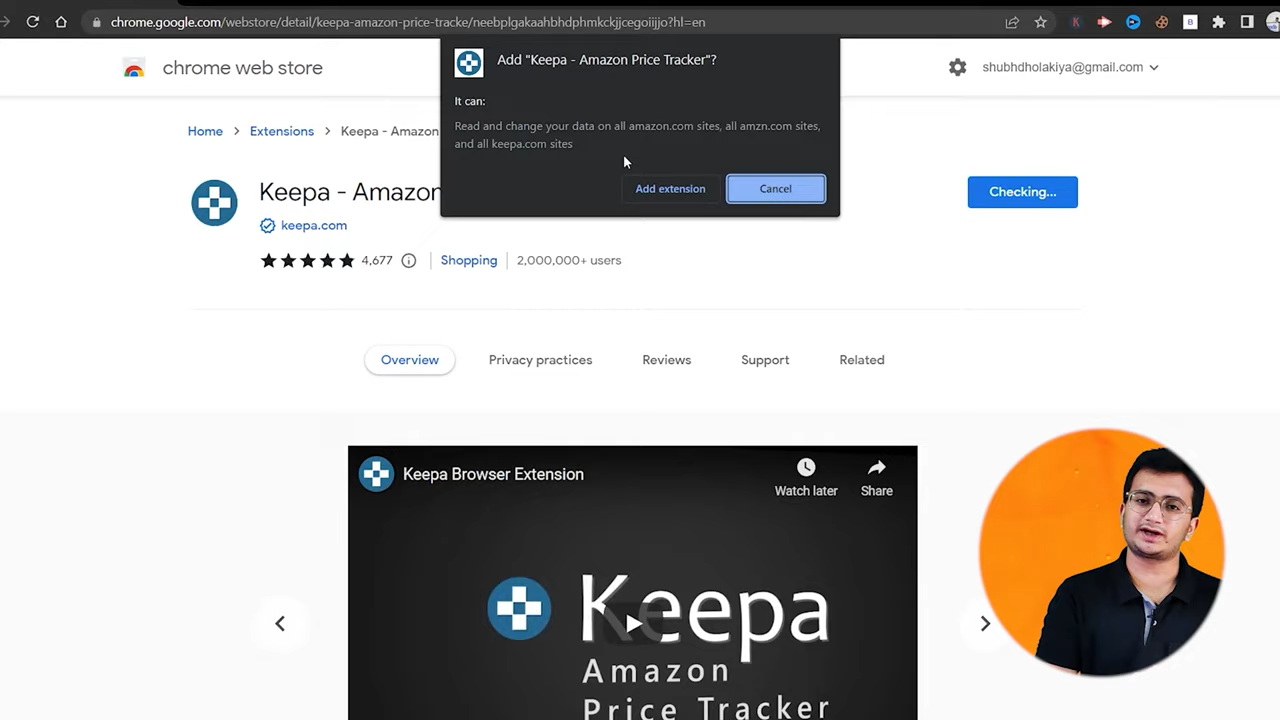 chrome.google.com/webstore/detail/keepa-amazon-price-tracke/neebplgakaahbhdphmkckjjcegoiijjo?hl=en
K
B
Add "Keepa - Amazon Price Tracker"?
chrome web store
shubhdholakiya@gmail.com
It can:
Read and change your data on all amazon.com sites, all amzn.com sites,
and all keepa.com sites
Home
Extensions
Keepa - Amazon
Add extension
Cancel
Keepa - Amazon
Checking...
keepa.com
4,677
Shopping
2,000,000+ users
Overview
Privacy practices
Reviews
Support
Related
Keepa Browser Extension
Watch later
Share
Keepa
Amazon
Price Tracker